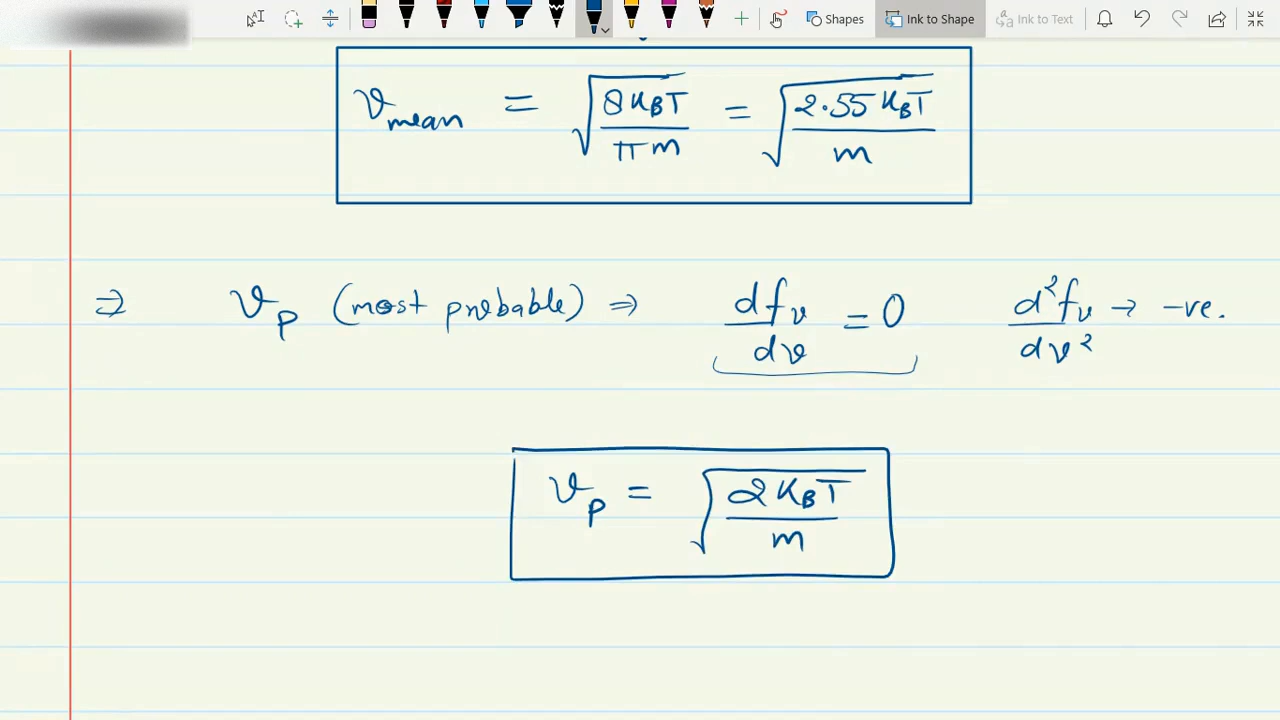 Shapes Ink to Shape Ink to Text
v_mean = √(8 K_B T / π m) = √(2.55 K_B T / m)
⇒ v_p (most probable) ⇒ df_v/dv = 0 d²f_v/dv² → -ve.
v_p = √(2 K_B T / m)